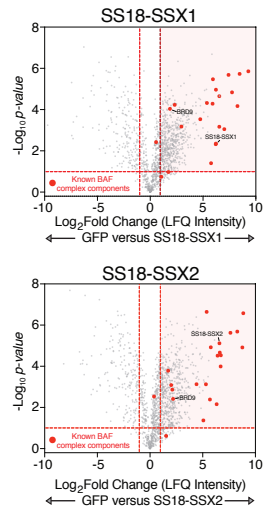 SS18-SSX1
-Log10 p-value
8
6
4
2
0
BRD9
SS18-SSX1
Known BAF
complex components
-10 -5 0 5 10
Log2Fold Change (LFQ Intensity)
GFP versus SS18-SSX1
SS18-SSX2
-Log10 p-value
8
6
4
2
0
SS18-SSX2
BRD9
Known BAF
complex components
-10 -5 0 5 10
Log2Fold Change (LFQ Intensity)
GFP versus SS18-SSX2